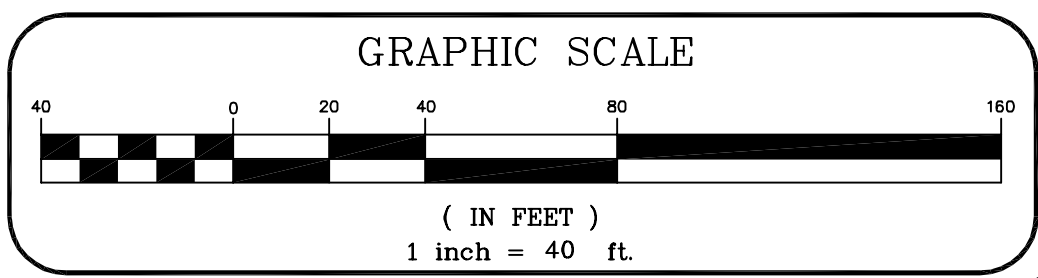 GRAPHIC SCALE
40 0 20 40 80 160
( IN FEET )
1 inch = 40 ft.